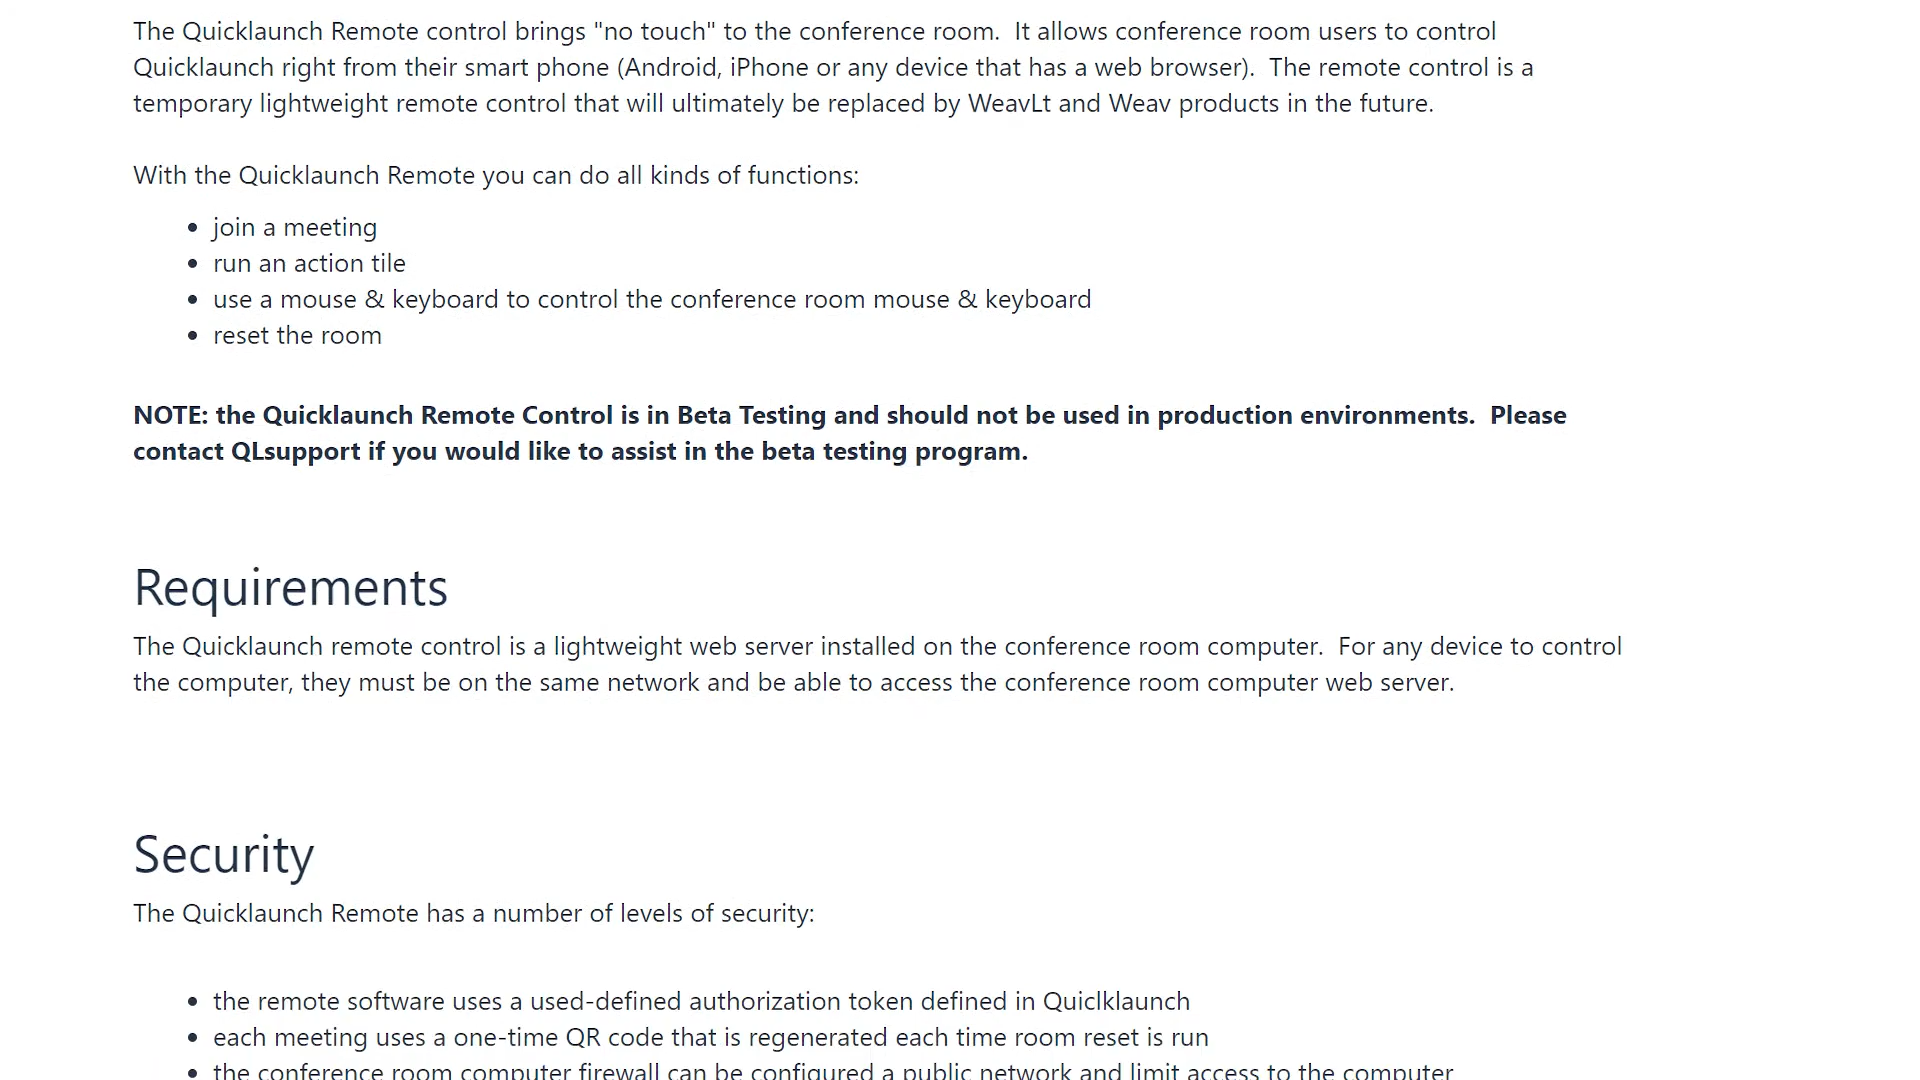 The Quicklaunch Remote control brings "no touch" to the conference room.  It allows conference room users to control
Quicklaunch right from their smart phone (Android, iPhone or any device that has a web browser).  The remote control is a
temporary lightweight remote control that will ultimately be replaced by WeavLt and Weav products in the future.
With the Quicklaunch Remote you can do all kinds of functions:
• join a meeting
• run an action tile
• use a mouse & keyboard to control the conference room mouse & keyboard
• reset the room
NOTE: the Quicklaunch Remote Control is in Beta Testing and should not be used in production environments.  Please
contact QLsupport if you would like to assist in the beta testing program.
Requirements
The Quicklaunch remote control is a lightweight web server installed on the conference room computer.  For any device to control
the computer, they must be on the same network and be able to access the conference room computer web server.
Security
The Quicklaunch Remote has a number of levels of security:
• the remote software uses a used-defined authorization token defined in Quiclklaunch
• each meeting uses a one-time QR code that is regenerated each time room reset is run
• the conference room computer firewall can be configured a public network and limit access to the computer